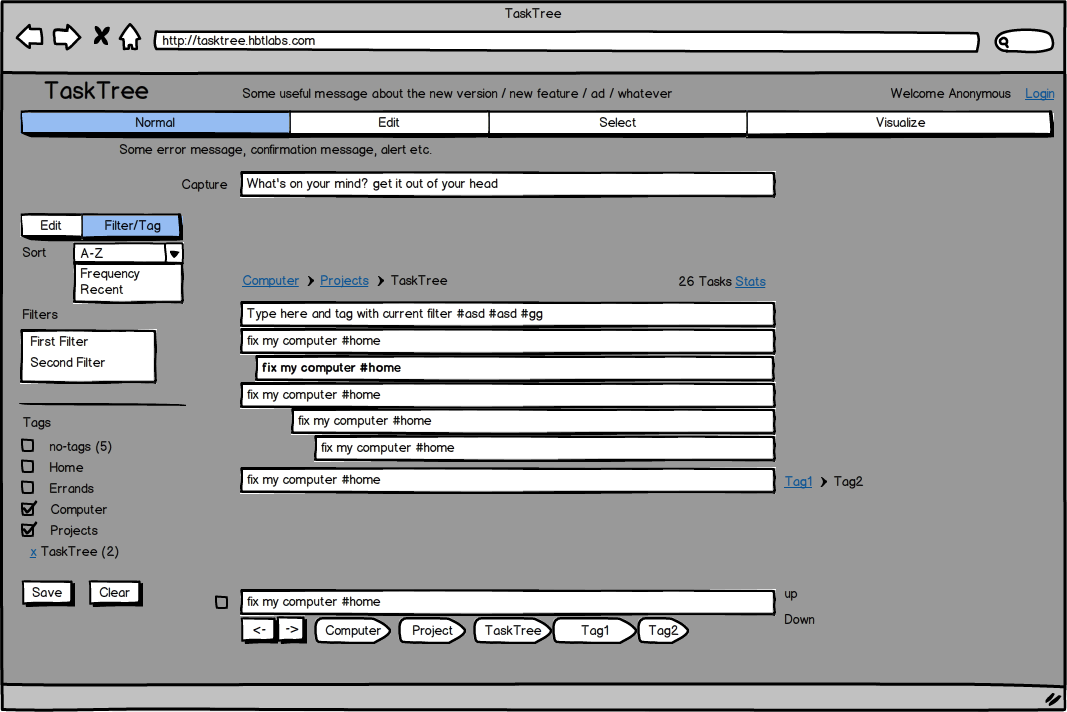 TaskTree
http://tasktree.hbtlabs.com
TaskTree
Some useful message about the new version / new feature / ad / whatever
Welcome Anonymous Login
Normal Edit Select Visualize
Some error message, confirmation message, alert etc.
Capture What's on your mind? get it out of your head
Edit Filter/Tag
Sort A-Z
Frequency
Recent
Computer > Projects > TaskTree 26 Tasks Stats
Filters
First Filter
Second Filter
Type here and tag with current filter #asd #asd #gg
fix my computer #home
fix my computer #home
fix my computer #home
fix my computer #home
fix my computer #home
fix my computer #home Tag1 > Tag2
Tags
no-tags (5)
Home
Errands
Computer
Projects
x TaskTree (2)
Save Clear
fix my computer #home
up
Down
<- -> Computer Project TaskTree Tag1 Tag2